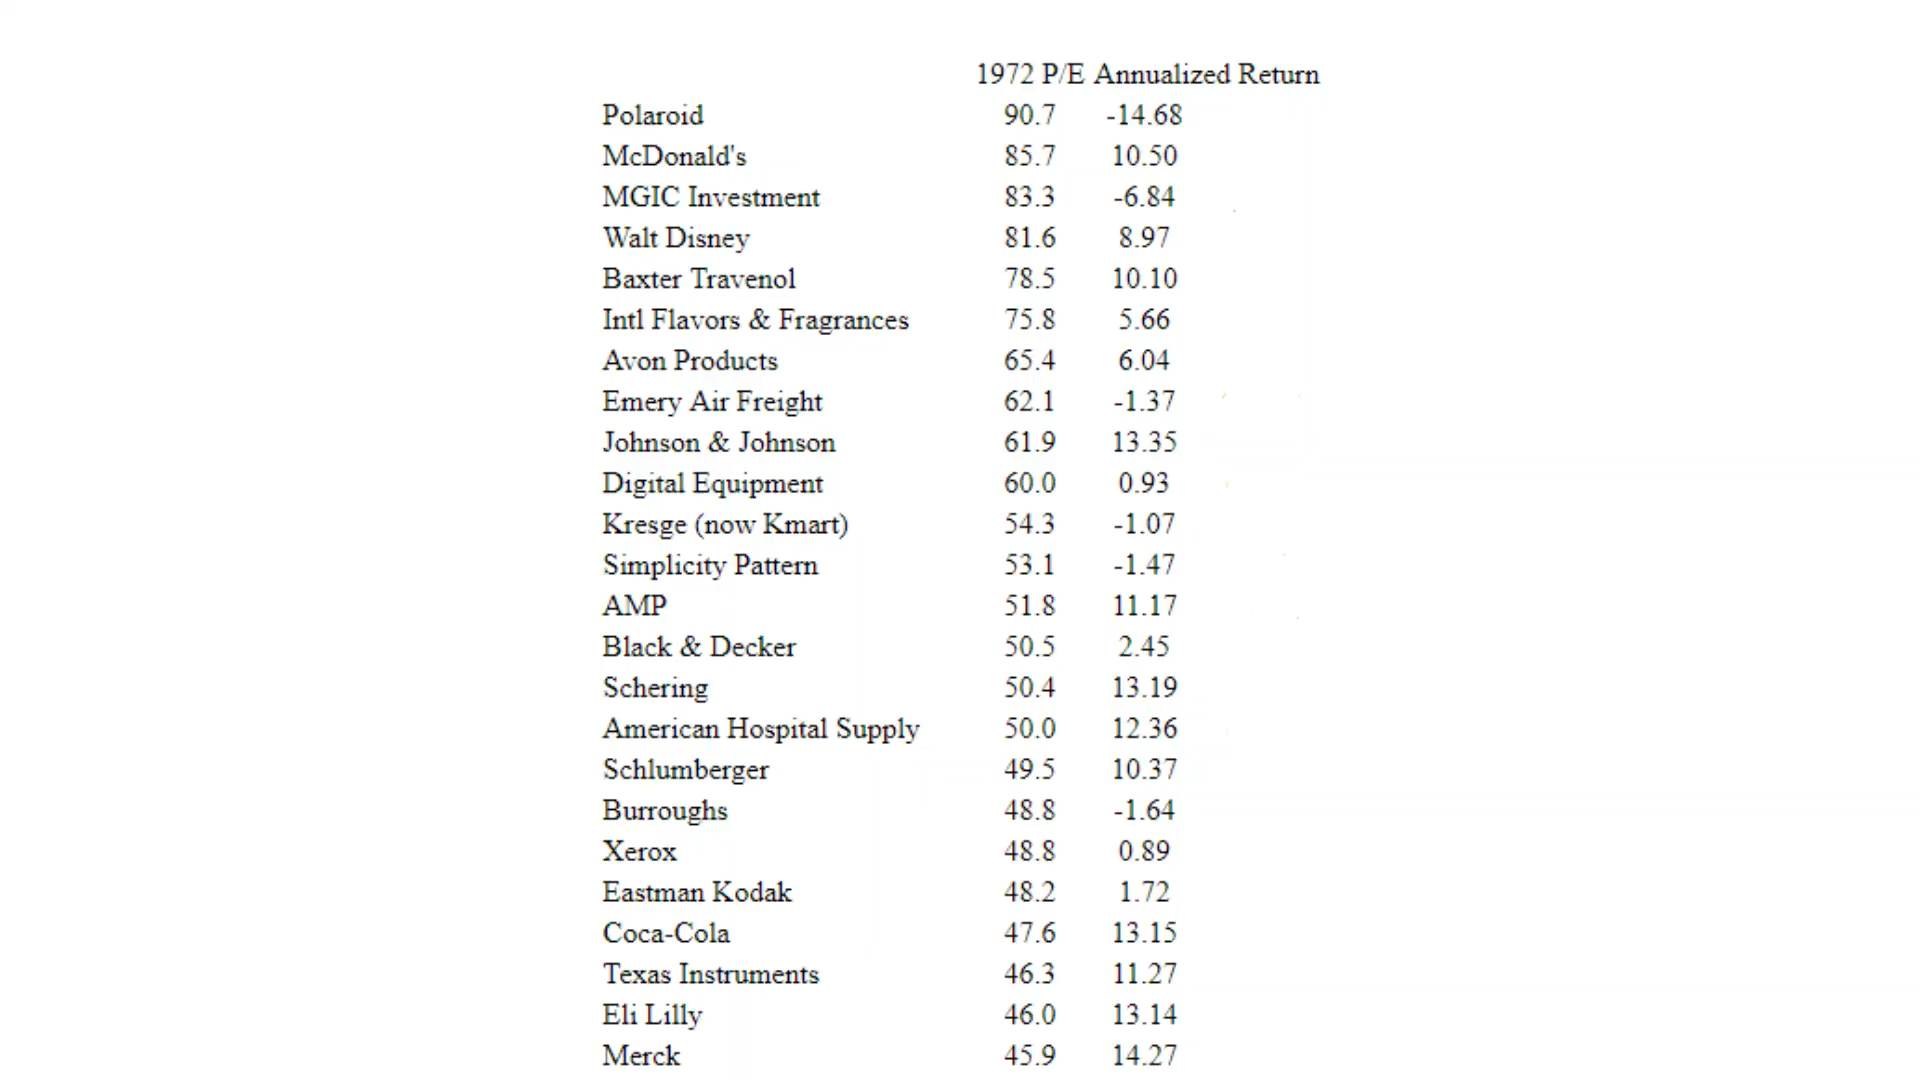 1972 P/E Annualized Return
Polaroid 90.7 -14.68
McDonald's 85.7 10.50
MGIC Investment 83.3 -6.84
Walt Disney 81.6 8.97
Baxter Travenol 78.5 10.10
Intl Flavors & Fragrances 75.8 5.66
Avon Products 65.4 6.04
Emery Air Freight 62.1 -1.37
Johnson & Johnson 61.9 13.35
Digital Equipment 60.0 0.93
Kresge (now Kmart) 54.3 -1.07
Simplicity Pattern 53.1 -1.47
AMP 51.8 11.17
Black & Decker 50.5 2.45
Schering 50.4 13.19
American Hospital Supply 50.0 12.36
Schlumberger 49.5 10.37
Burroughs 48.8 -1.64
Xerox 48.8 0.89
Eastman Kodak 48.2 1.72
Coca-Cola 47.6 13.15
Texas Instruments 46.3 11.27
Eli Lilly 46.0 13.14
Merck 45.9 14.27